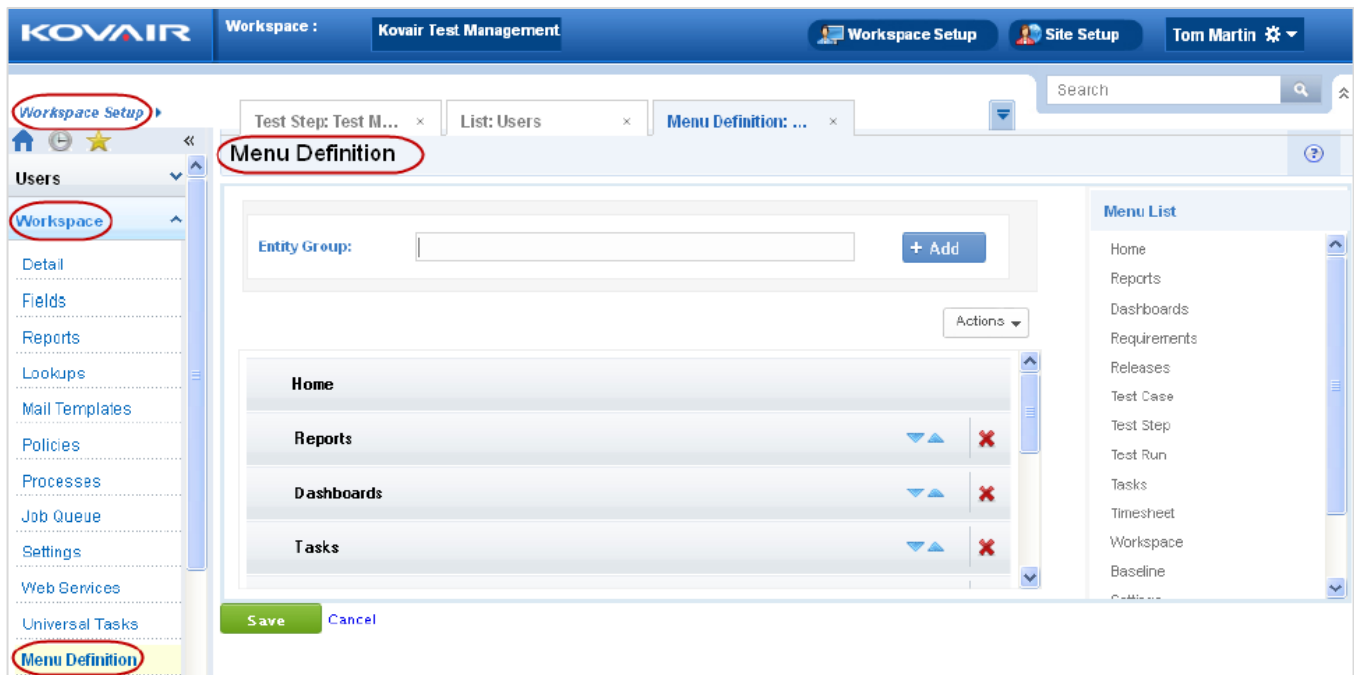 KOVAIR
Workspace :
Kovair Test Management
Workspace Setup
Site Setup
Tom Martin
Search
Workspace Setup
Test Step: Test M...
List: Users
Menu Definition: ...
Menu Definition
Users
Workspace
Detail
Fields
Reports
Lookups
Mail Templates
Policies
Processes
Job Queue
Settings
Web Services
Universal Tasks
Menu Definition
Entity Group:
+ Add
Actions
Home
Reports
Dashboards
Tasks
Save
Cancel
Menu List
Home
Reports
Dashboards
Requirements
Releases
Test Case
Test Step
Test Run
Tasks
Timesheet
Workspace
Baseline